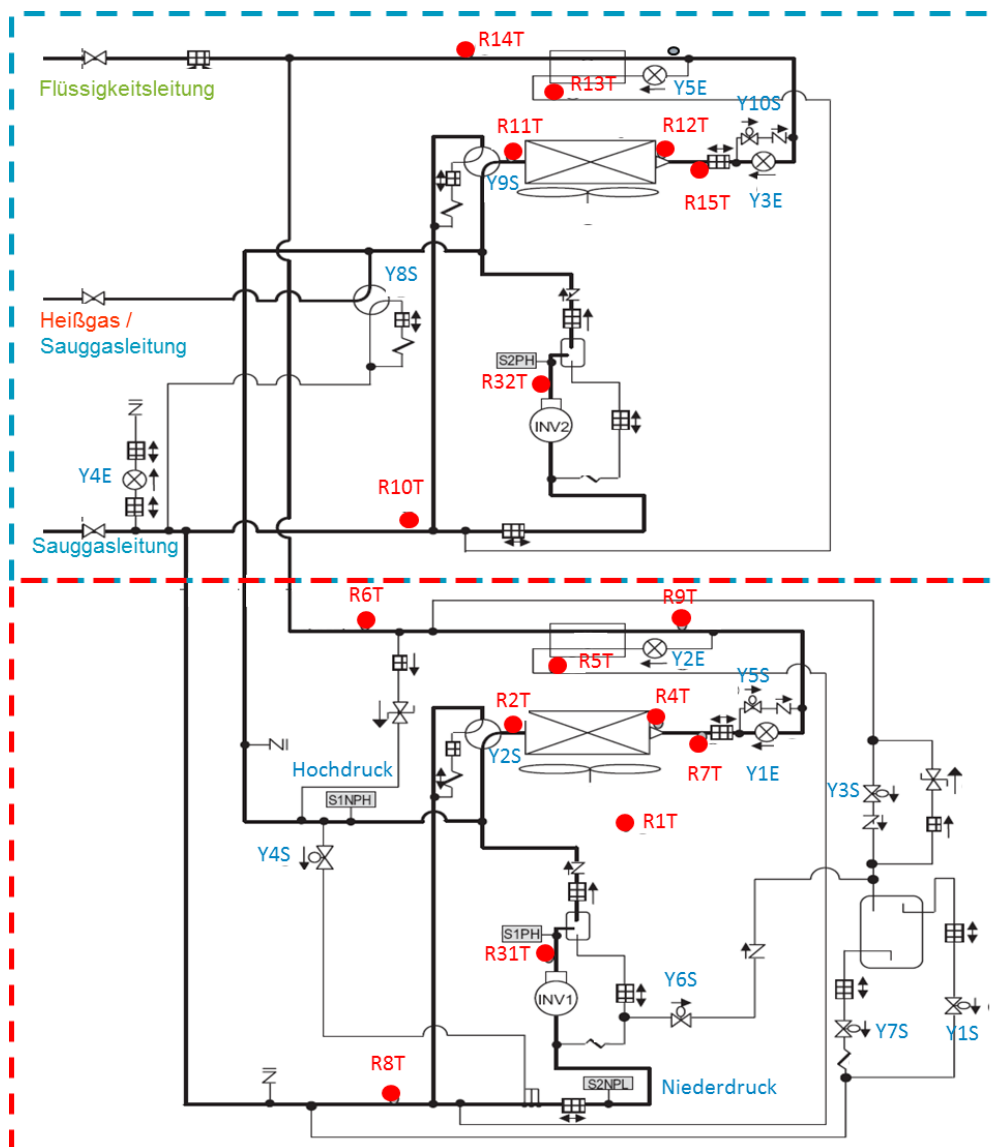 R14T
Flüssigkeitsleitung
R13T
Y5E
Y10S
R11T
R12T
Y9S
R15T
Y3E
Y8S
Heißgas /
Sauggasleitung
S2PH
R32T
INV2
Y4E
R10T
Sauggasleitung
R6T
R9T
R5T
Y2E
Y5S
R2T
R4T
Y2S
R7T
Y1E
Hochdruck
Y3S
S1NPH
R1T
Y4S
S1PH
R31T
Y6S
INV1
Y7S
Y1S
R8T
S2NPL
Niederdruck